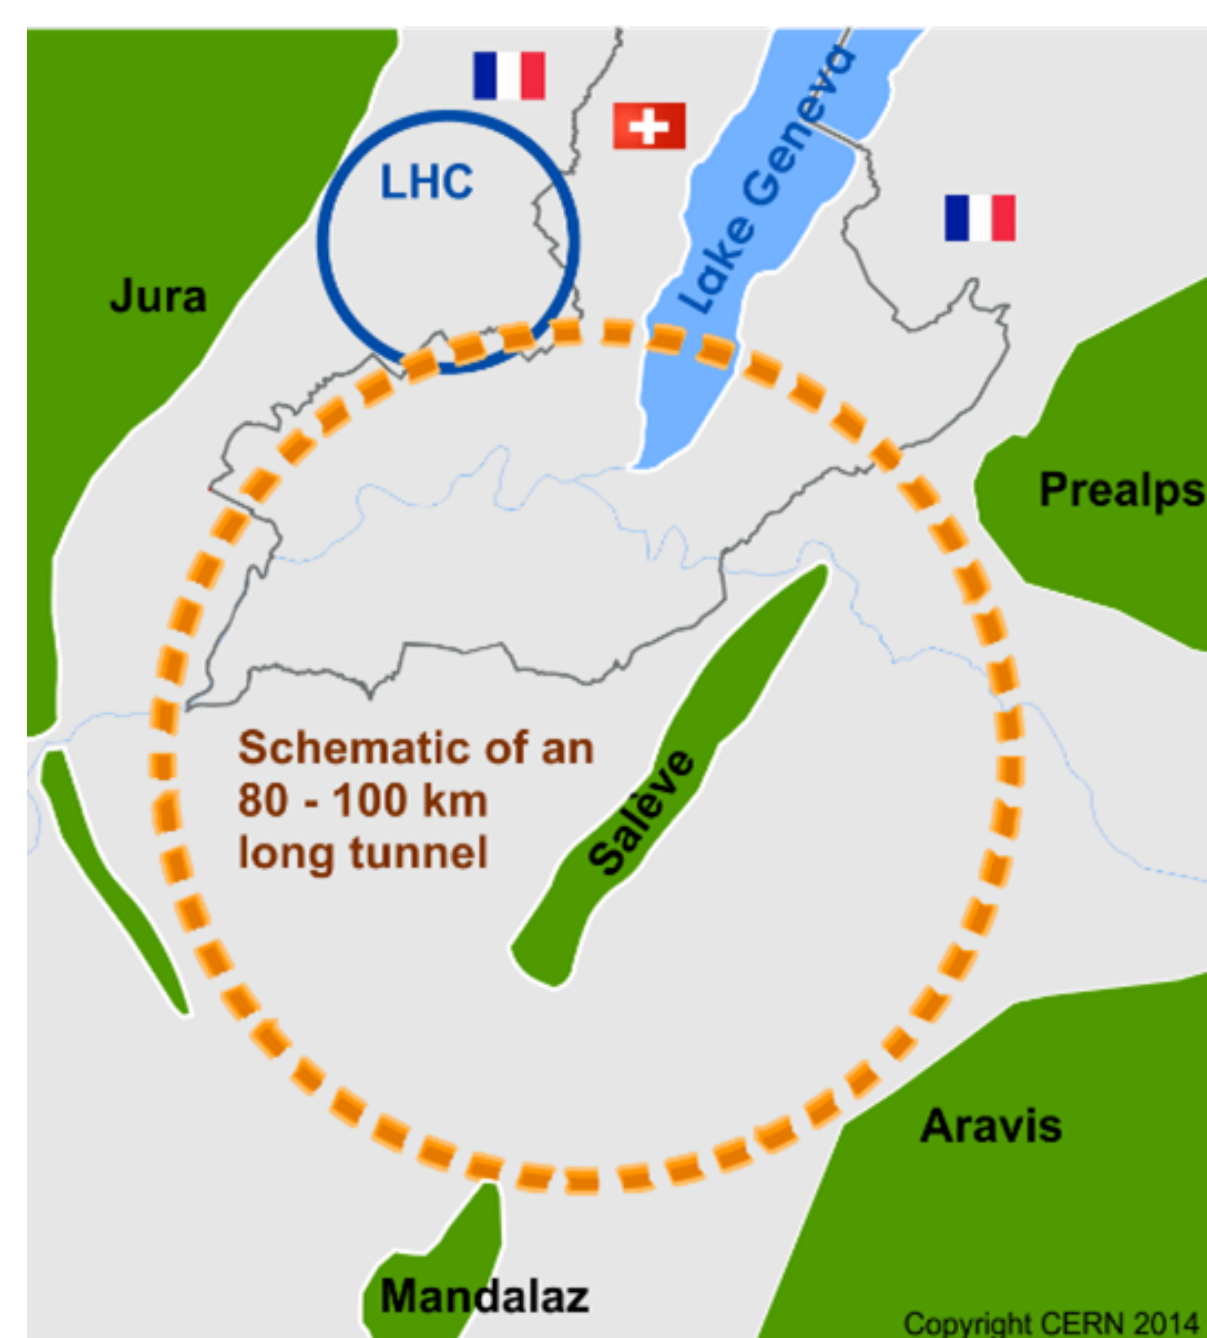 LHC
Lake Geneva
Jura
Prealps
Schematic of an
80 - 100 km
long tunnel
Salève
Aravis
Mandalaz
Copyright CERN 2014